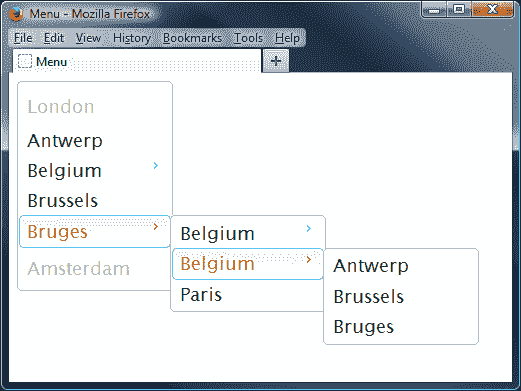 Menu - Mozilla Firefox
File Edit View History Bookmarks Tools Help
Menu
London
Antwerp
Belgium
Brussels
Bruges
Amsterdam
Belgium
Belgium
Paris
Antwerp
Brussels
Bruges